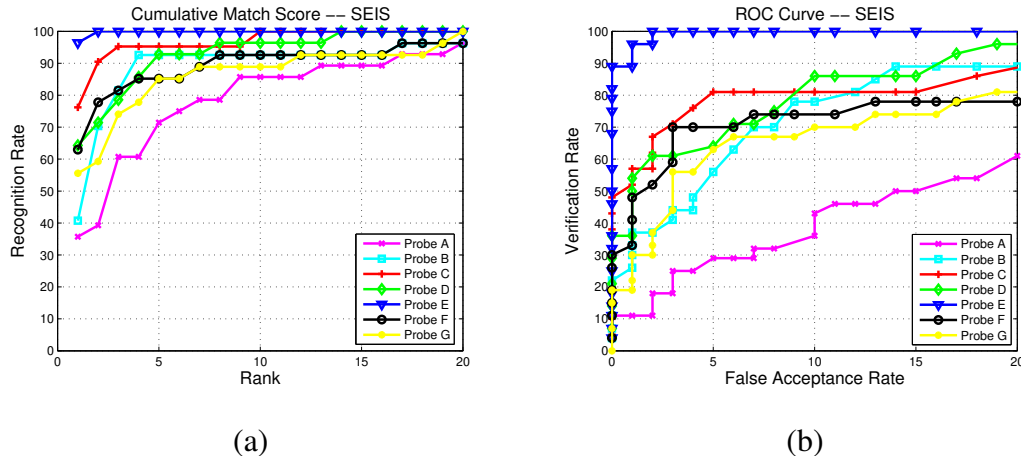 Cumulative Match Score −− SEIS
100
90
80
70
60
50
40
30
20
10
0
Recognition Rate
0 5 10 15 20
Rank
Probe A
Probe B
Probe C
Probe D
Probe E
Probe F
Probe G
(a)
ROC Curve −− SEIS
100
90
80
70
60
50
40
30
20
10
0
Verification Rate
0 5 10 15 20
False Acceptance Rate
Probe A
Probe B
Probe C
Probe D
Probe E
Probe F
Probe G
(b)